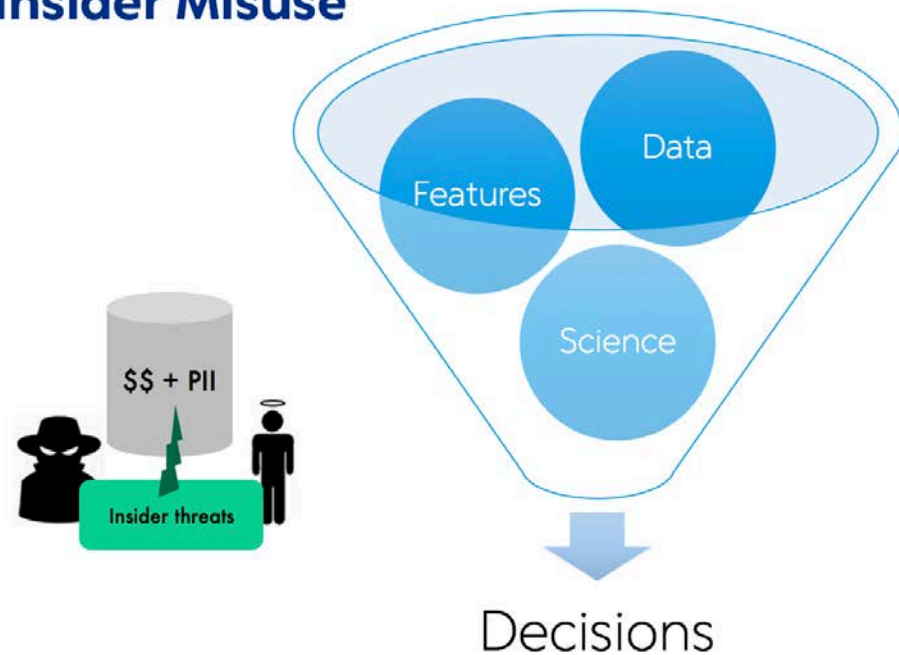 Insider Misuse
Data
Features
Science
$$ + PII
Insider threats
Decisions